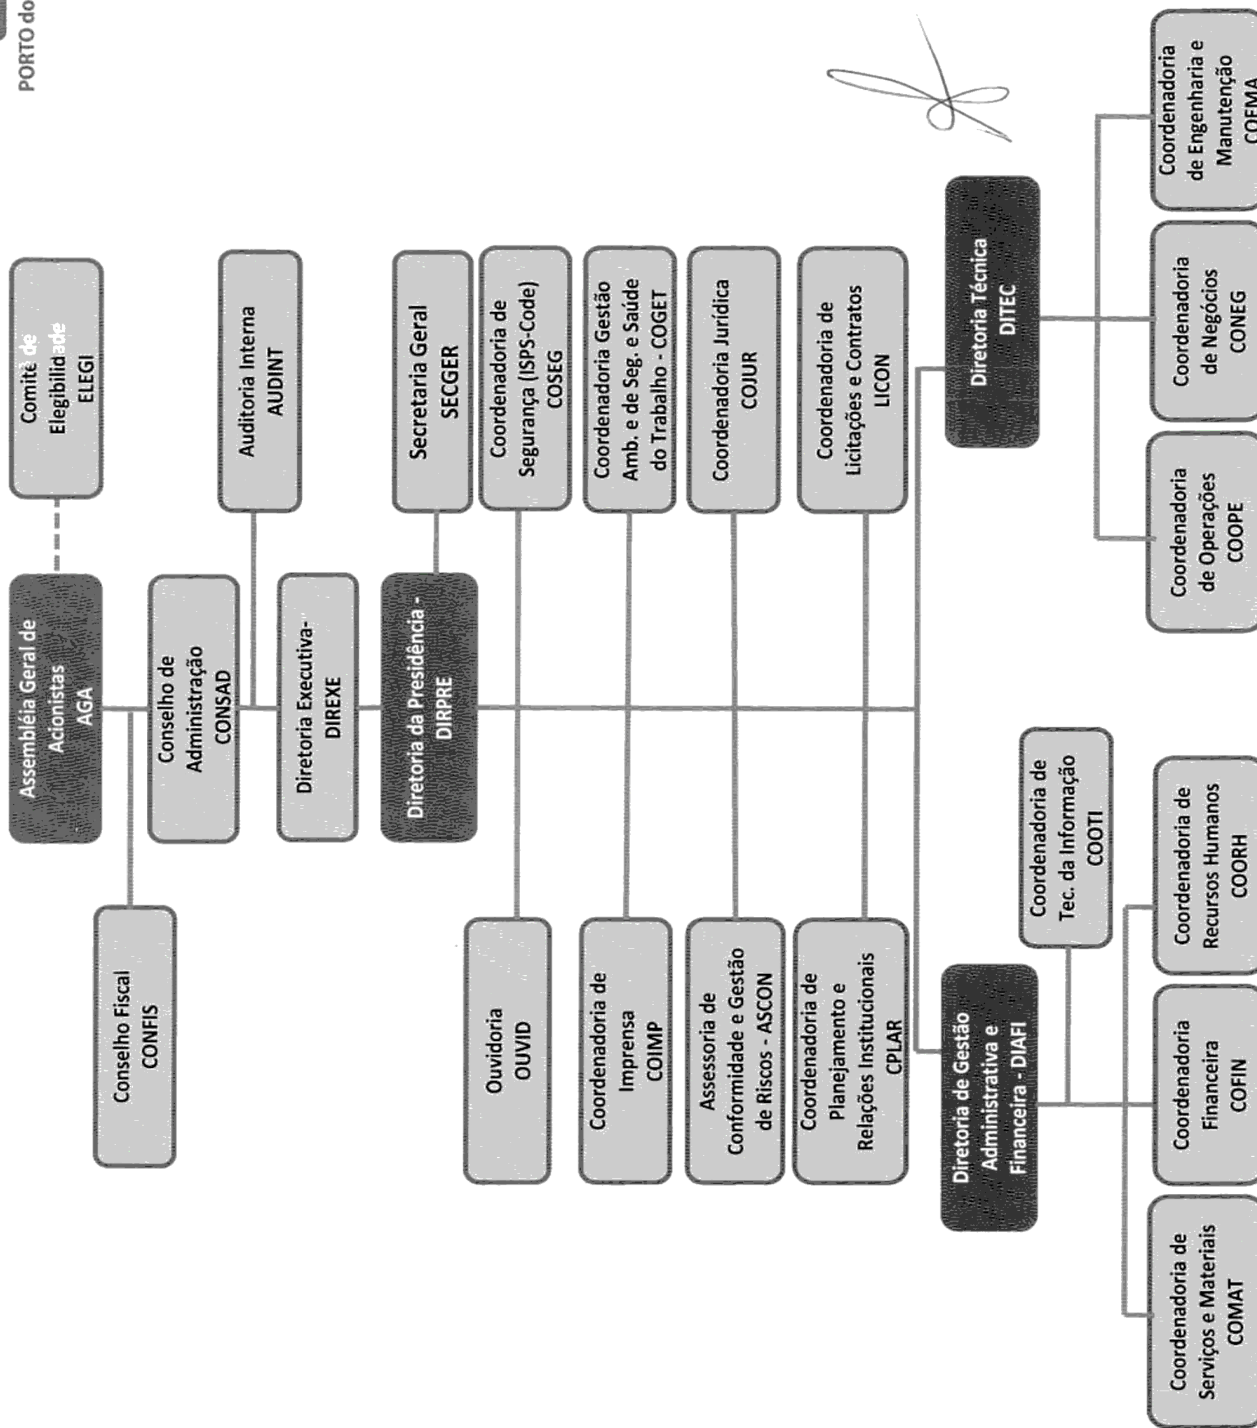 PORTO do
Assembléia Geral de
Acionistas
AGA
Comitê de
Elegibilidade
ELEGI
Conselho Fiscal
CONFIS
Conselho de
Administração
CONSAD
Auditoria Interna
AUDINT
Diretoria Executiva-
DIREXE
Diretoria da Presidência -
DIRPRE
Secretaria Geral
SECGER
Ouvidoria
OUVID
Coordenadoria de
Segurança (ISPS-Code)
COSEG
Coordenadoria de
Imprensa
COIMP
Coordenadoria Gestão
Amb. e de Seg. e Saúde
do Trabalho - COGET
Assessoria de
Conformidade e Gestão
de Riscos - ASCON
Coordenadoria Jurídica
COJUR
Coordenadoria de
Planejamento e
Relações Institucionais
CPLAR
Coordenadoria de
Licitações e Contratos
LICON
Diretoria de Gestão
Administrativa e
Financeira - DIAFI
Diretoria Técnica
DITEC
Coordenadoria de
Tec. da Informação
COOTI
Coordenadoria de
Serviços e Materiais
COMAT
Coordenadoria
Financeira
COFIN
Coordenadoria de
Recursos Humanos
COORH
Coordenadoria
de Operações
COOPE
Coordenadoria
de Negócios
CONEG
Coordenadoria
de Engenharia e
Manutenção